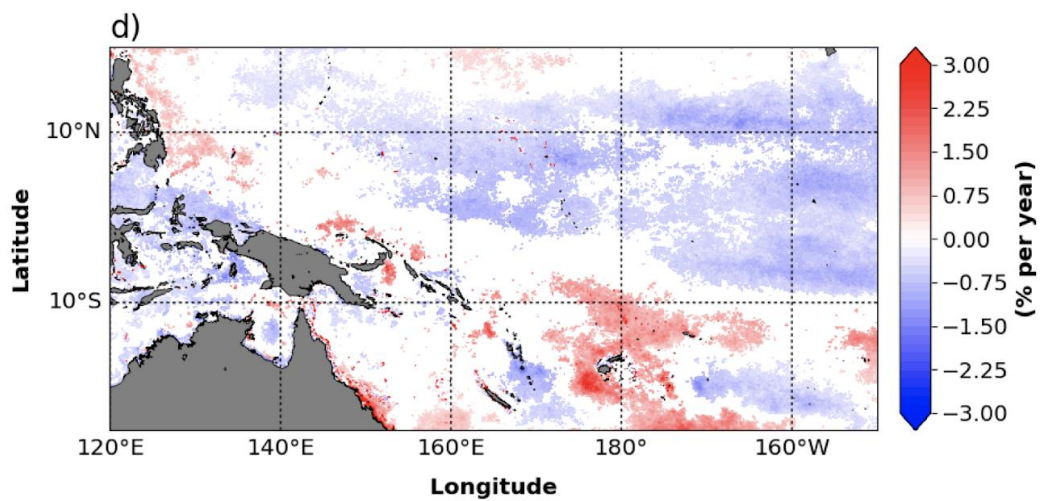 d)
Latitude
10°N
10°S
120°E 140°E 160°E 180° 160°W
Longitude
3.00
2.25
1.50
0.75
0.00
−0.75
−1.50
−2.25
−3.00
(% per year)